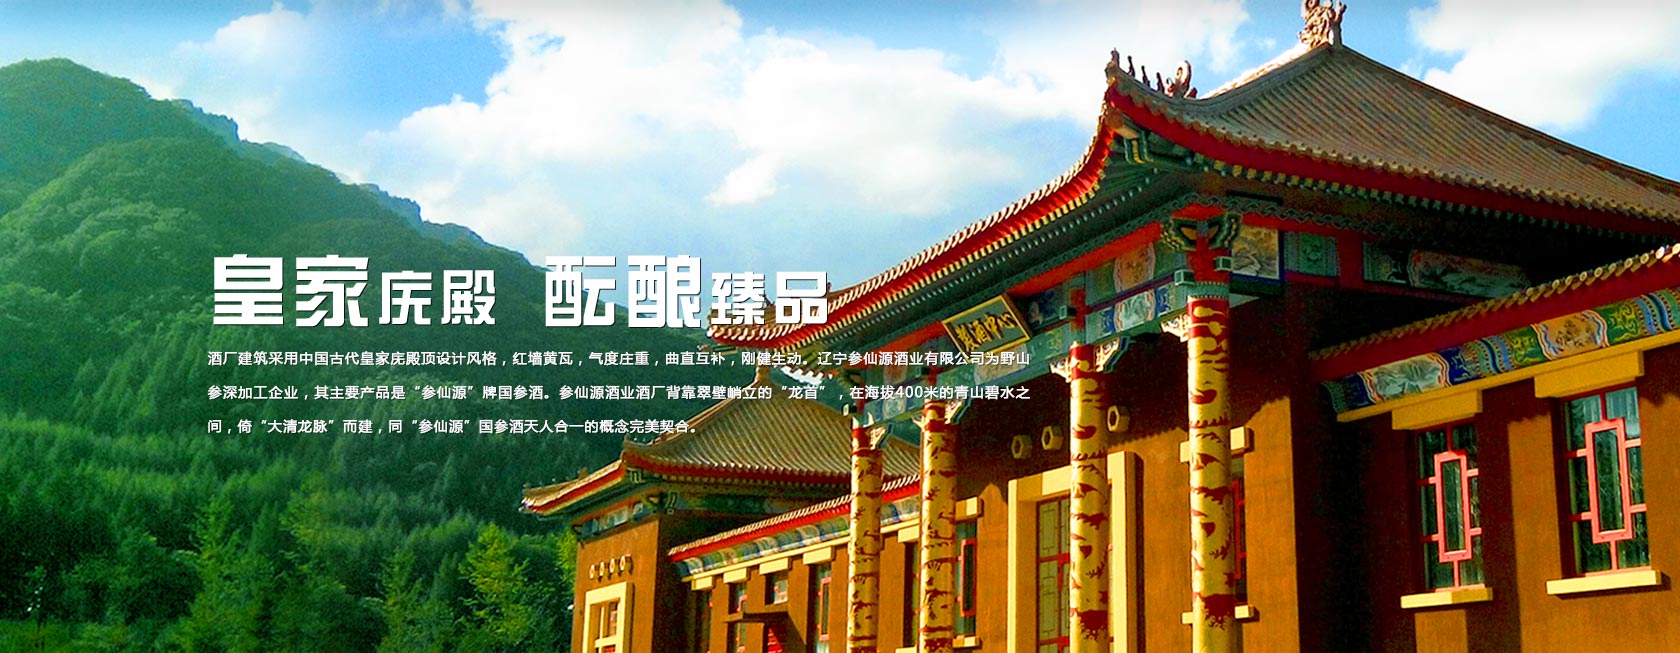 皇家庑殿 酝酿臻品
酒厂建筑采用中国古代皇家庑殿顶设计风格，红墙黄瓦，气度庄重，曲直互补，刚健生动。辽宁参仙源酒业有限公司为野山
参深加工企业，其主要产品是“参仙源”牌国参酒。参仙源酒业酒厂背靠翠壁峭立的“龙首”，在海拔400米的青山碧水之
间，倚“大清龙脉”而建，同“参仙源”国参酒天人合一的概念完美契合。